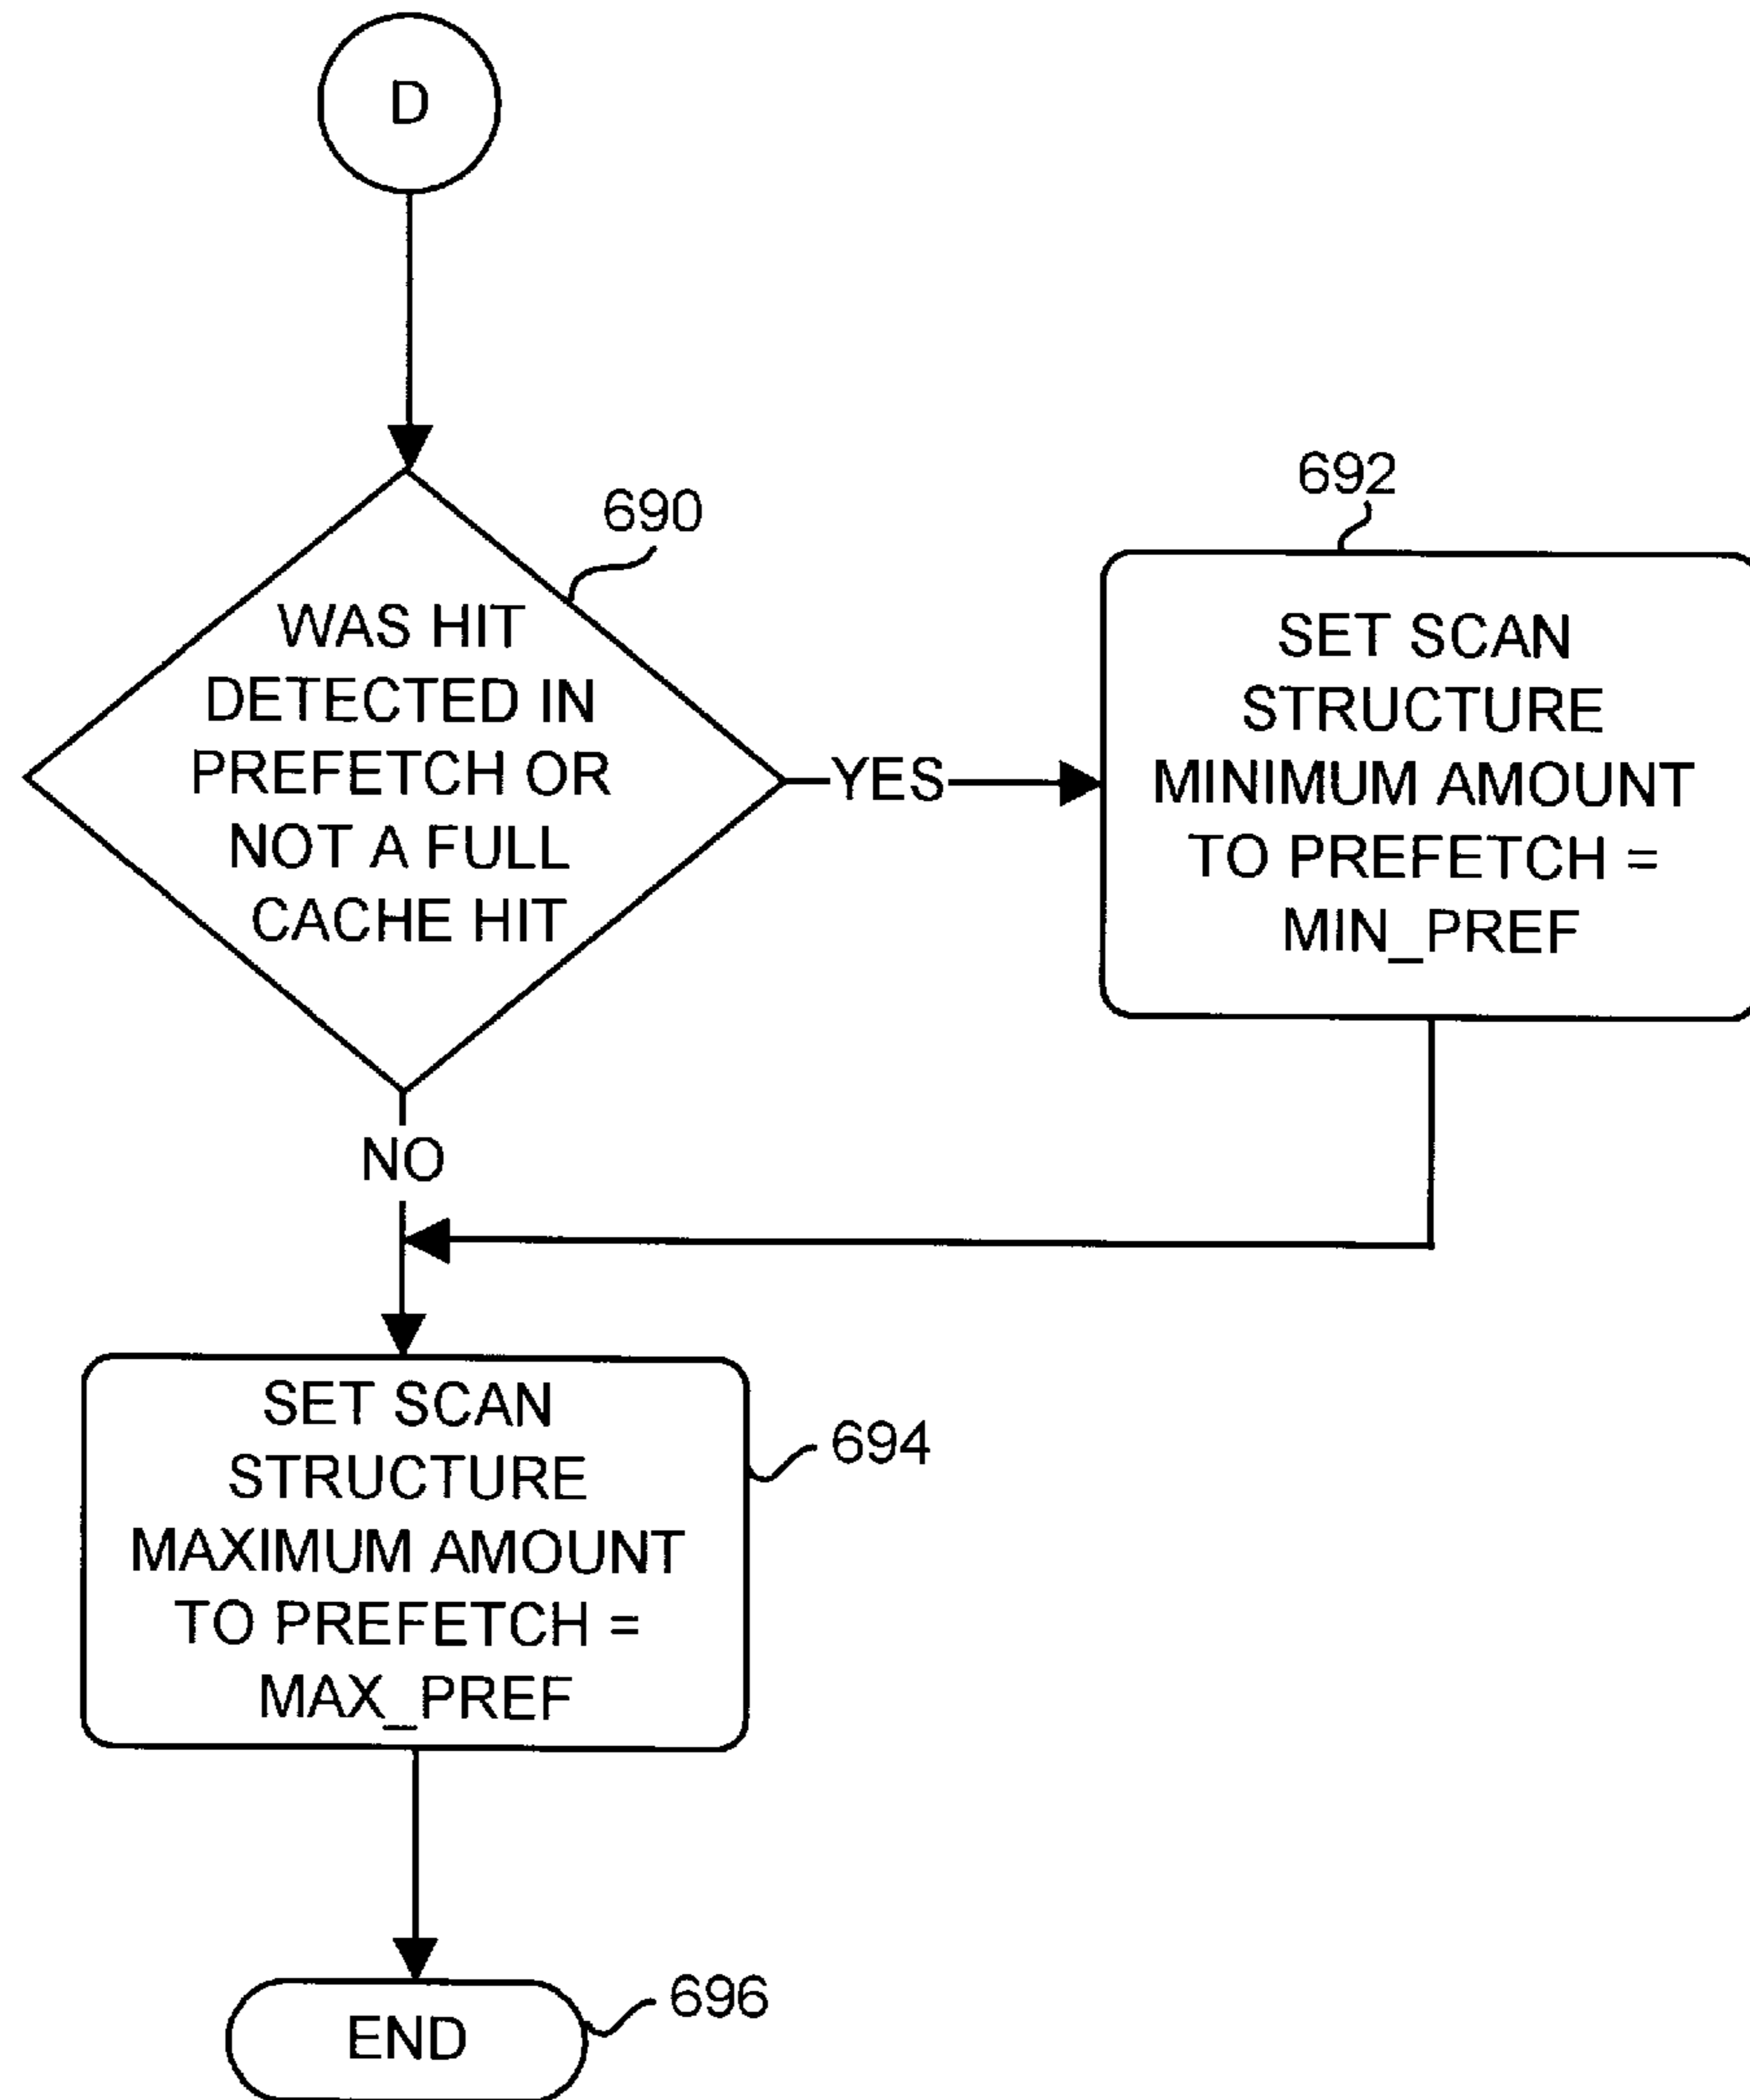 D
690
WAS HIT
DETECTED IN
PREFETCH OR
NOT A FULL
CACHE HIT
YES
692
SET SCAN
STRUCTURE
MINIMUM AMOUNT
TO PREFETCH =
MIN_PREF
NO
SET SCAN
STRUCTURE
MAXIMUM AMOUNT
TO PREFETCH =
MAX_PREF
694
END
696